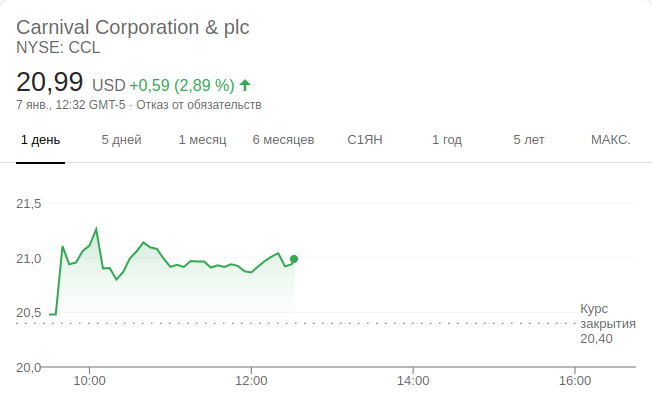 Carnival Corporation & plc
NYSE: CCL
20,99 USD +0,59 (2,89 %)
7 янв., 12:32 GMT-5 · Отказ от обязательств
1 день 5 дней 1 месяц 6 месяцев С1ЯН 1 год 5 лет МАКС.
21,5
21,0
20,5
Курс
закрытия
20,40
20,0
10:00 12:00 14:00 16:00